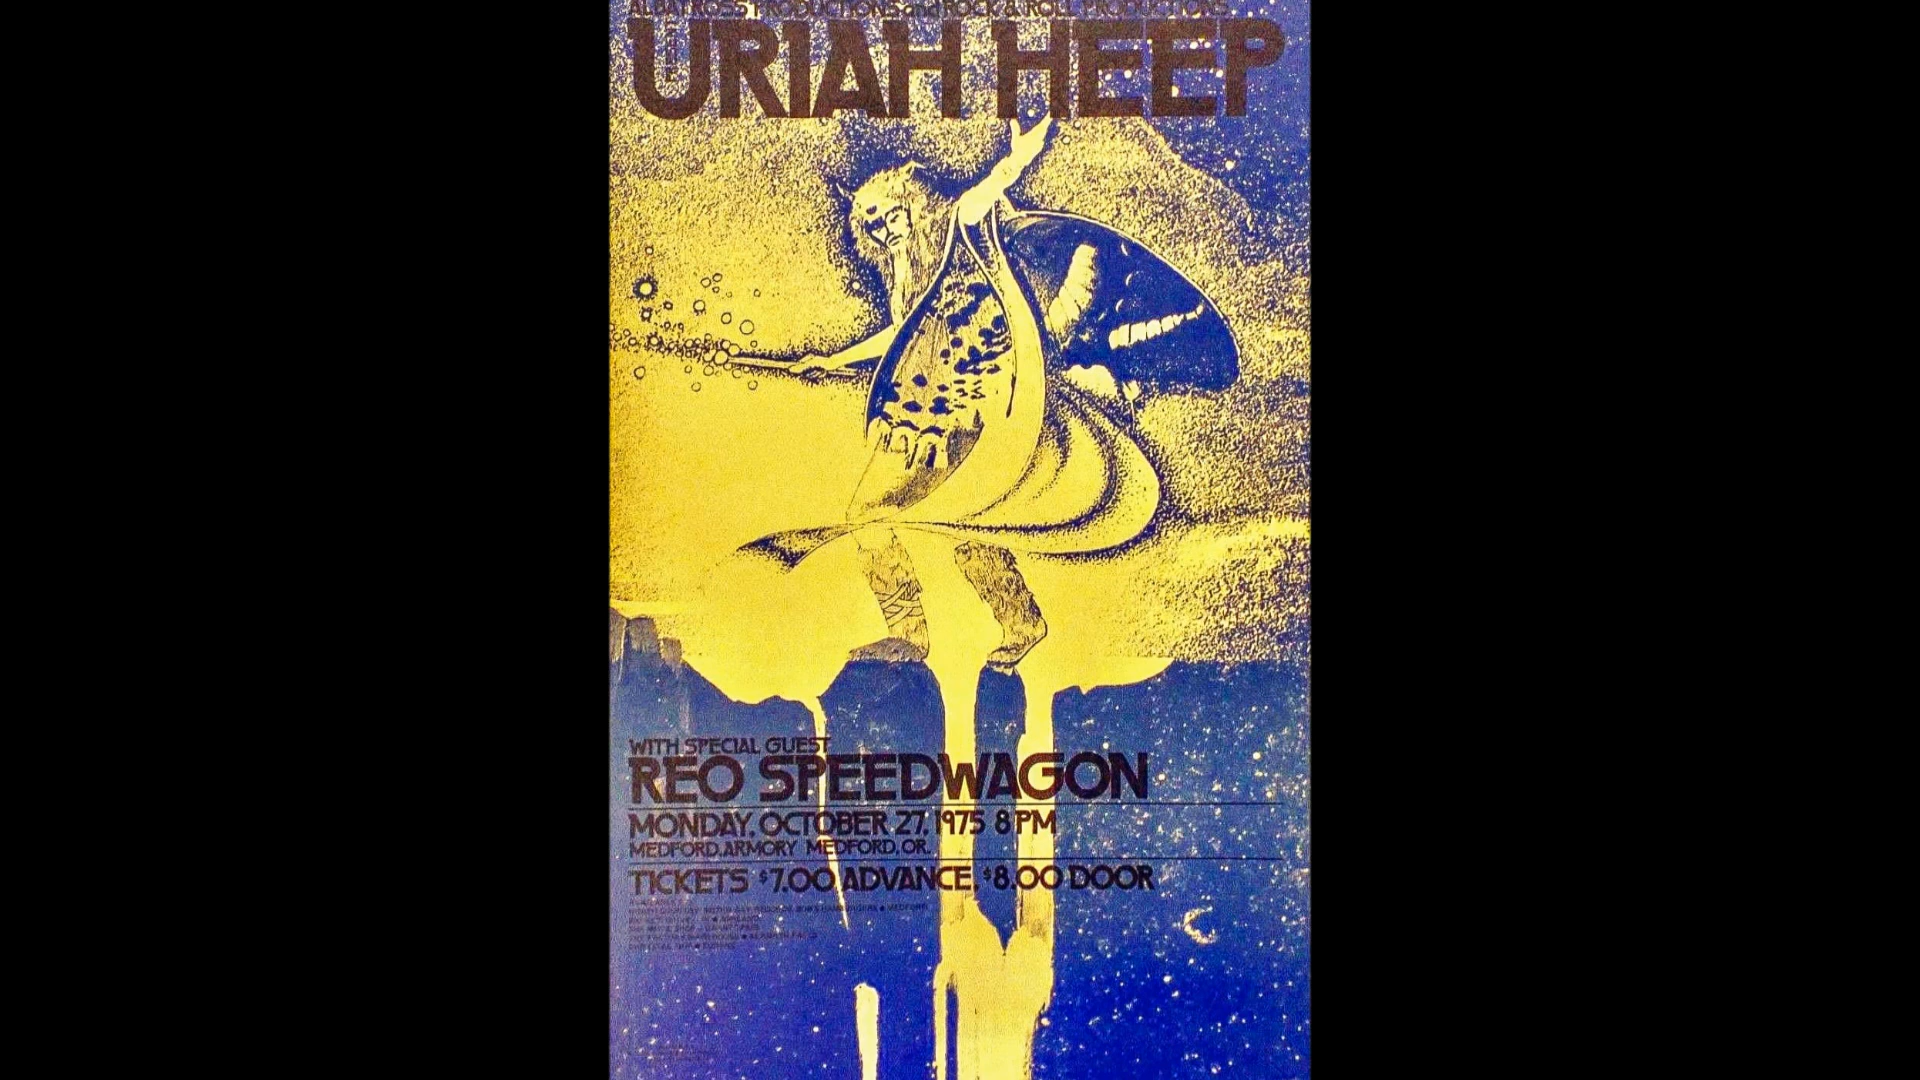 ALBATROSS PRODUCTIONS and ROCK & ROLL PRODUCTIONS
URIAH HEEP
WITH SPECIAL GUEST
REO SPEEDWAGON
MONDAY, OCTOBER 27, 1975 8 PM
MEDFORD, ARMORY MEDFORD, OR.
TICKETS $7.00 ADVANCE, $8.00 DOOR